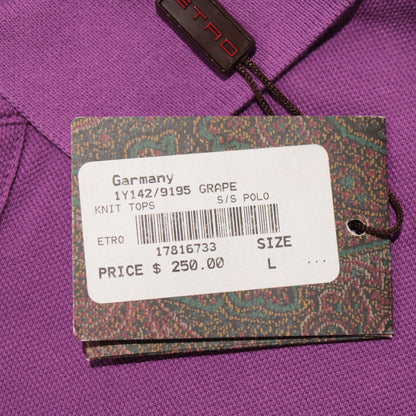 ETRO
Garmany
1Y142/9195 GRAPE
KNIT TOPS S/S POLO
ETRO
17816733 SIZE
PRICE $ 250.00 L ...